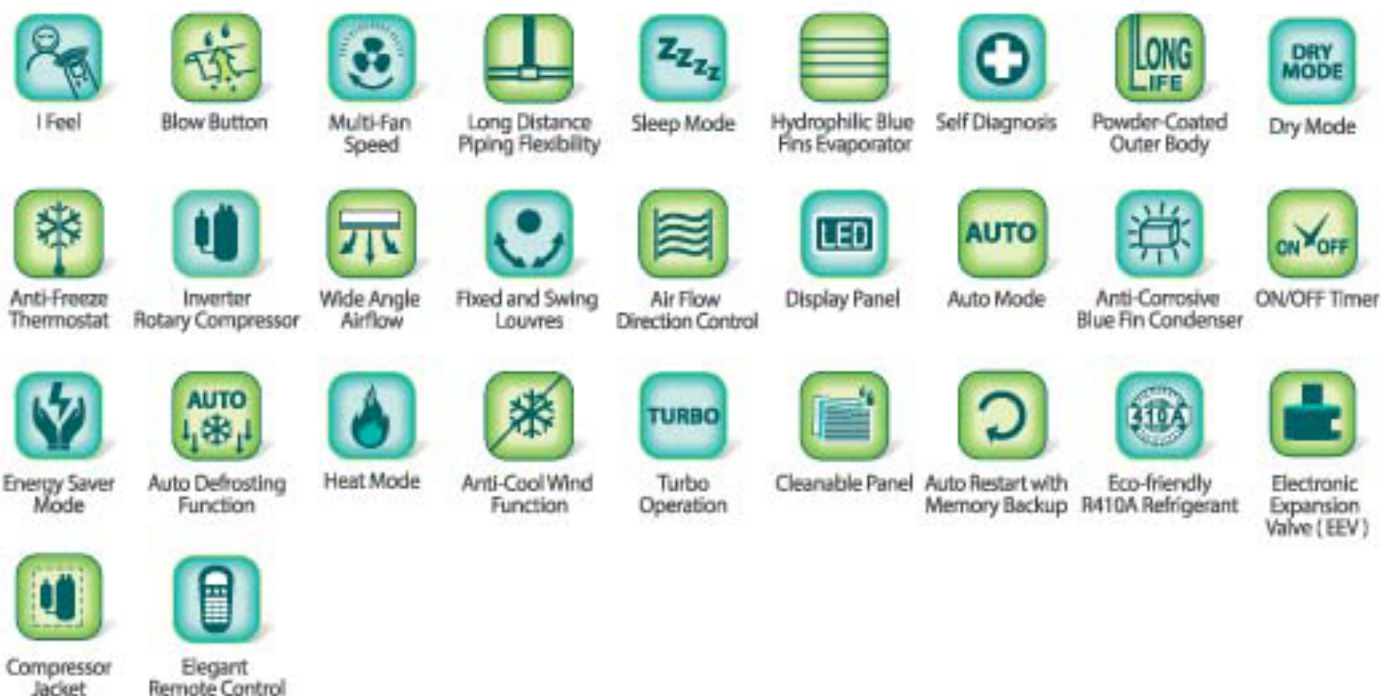 LONG
LIFE
DRY
MODE
I Feel
Blow Button
Multi-Fan
Speed
Long Distance
Piping Flexibility
Sleep Mode
Hydrophilic Blue
Fins Evaporator
Self Diagnosis
Powder-Coated
Outer Body
Dry Mode
ZZZZ
LED
AUTO
ON OFF
Anti-Freeze
Thermostat
Inverter
Rotary Compressor
Wide Angle
Airflow
Fixed and Swing
Louvres
Air Flow
Direction Control
Display Panel
Auto Mode
Anti-Corrosive
Blue Fin Condenser
ON/OFF Timer
AUTO
TURBO
410A
Energy Saver
Mode
Auto Defrosting
Function
Heat Mode
Anti-Cool Wind
Function
Turbo
Operation
Cleanable Panel
Auto Restart with
Memory Backup
Eco-friendly
R410A Refrigerant
Electronic
Expansion
Valve ( EEV )
Compressor
Jacket
Elegant
Remote Control